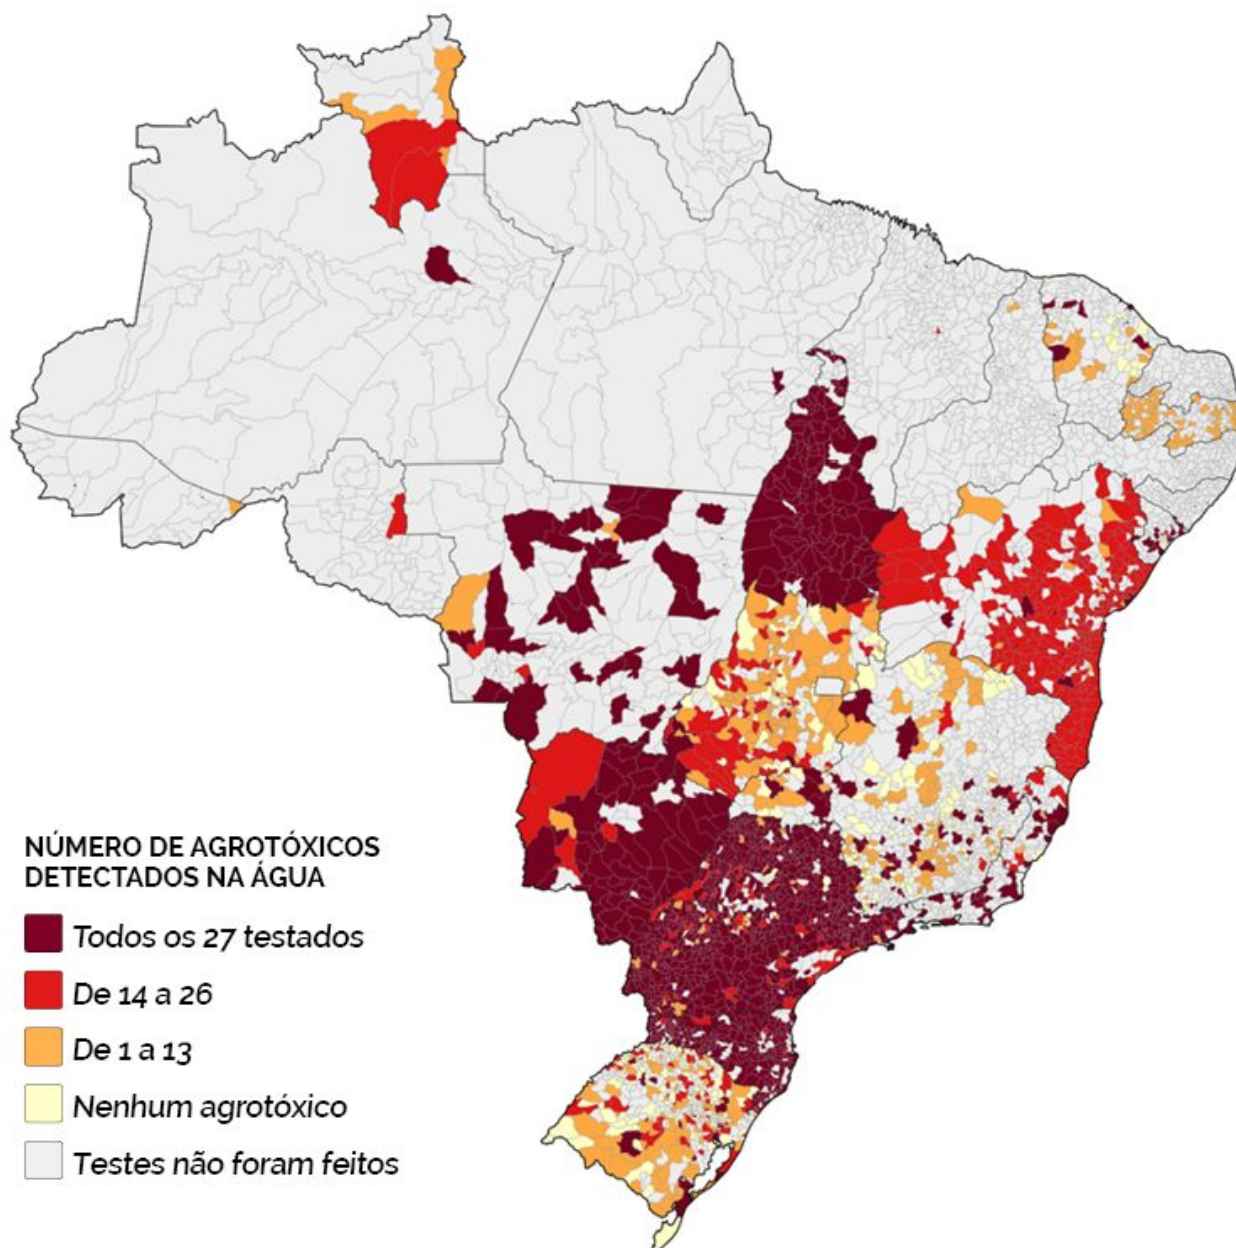 NÚMERO DE AGROTÓXICOS
DETECTADOS NA ÁGUA
Todos os 27 testados
De 14 a 26
De 1 a 13
Nenhum agrotóxico
Testes não foram feitos